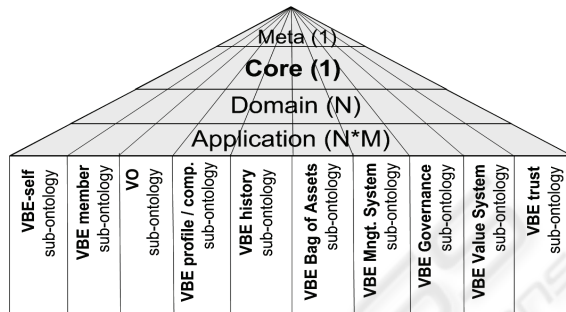 Meta (1)
Core (1)
Domain (N)
Application (N*M)
VBE-self
sub-ontology
VBE member
sub-ontology
VO
sub-ontology
VBE profile / comp.
sub-ontology
VBE history
sub-ontology
VBE Bag of Assets
sub-ontology
VBE Mngt. System
sub-ontology
VBE Governance
sub-ontology
VBE Value System
sub-ontology
VBE trust
sub-ontology